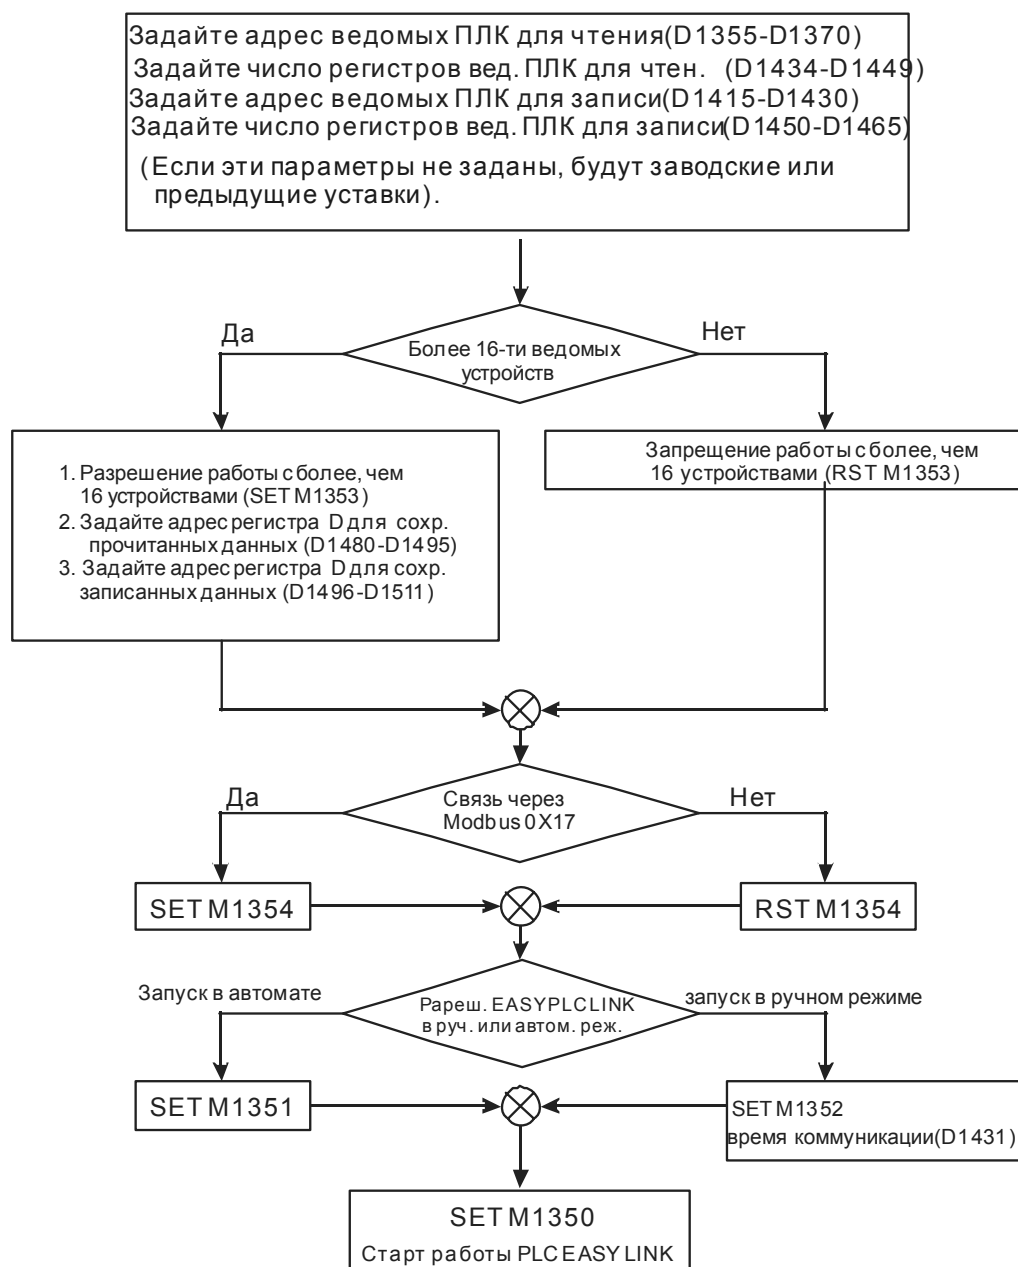 Задайте адрес ведомых ПЛК для чтения(D1355-D1370)
Задайте число регистров вед. ПЛК для чтен. (D1434-D1449)
Задайте адрес ведомых ПЛК для записи(D1415-D1430)
Задайте число регистров вед. ПЛК для записи(D1450-D1465)
(Если эти параметры не заданы, будут заводские или
предыдущие уставки).
Да
Нет
Более 16-ти ведомых
устройств
1. Разрешение работы с более, чем
16 устройствами (SET M1353)
2. Задайте адрес регистра D для сохр.
прочитанных данных (D1480-D1495)
3. Задайте адрес регистра D для сохр.
записанных данных (D1496-D1511)
Запрещение работы с более, чем
16 устройствами (RST M1353)
Да
Нет
Связь через
Modbus 0X17
SET M1354
RST M1354
Запуск в автомате
Рареш. EASY PLC LINK
в руч. или автом. реж.
запуск в ручном режиме
SET M1351
SET M1352
время коммуникации(D1431)
SET M1350
Старт работы PLC EASY LINK